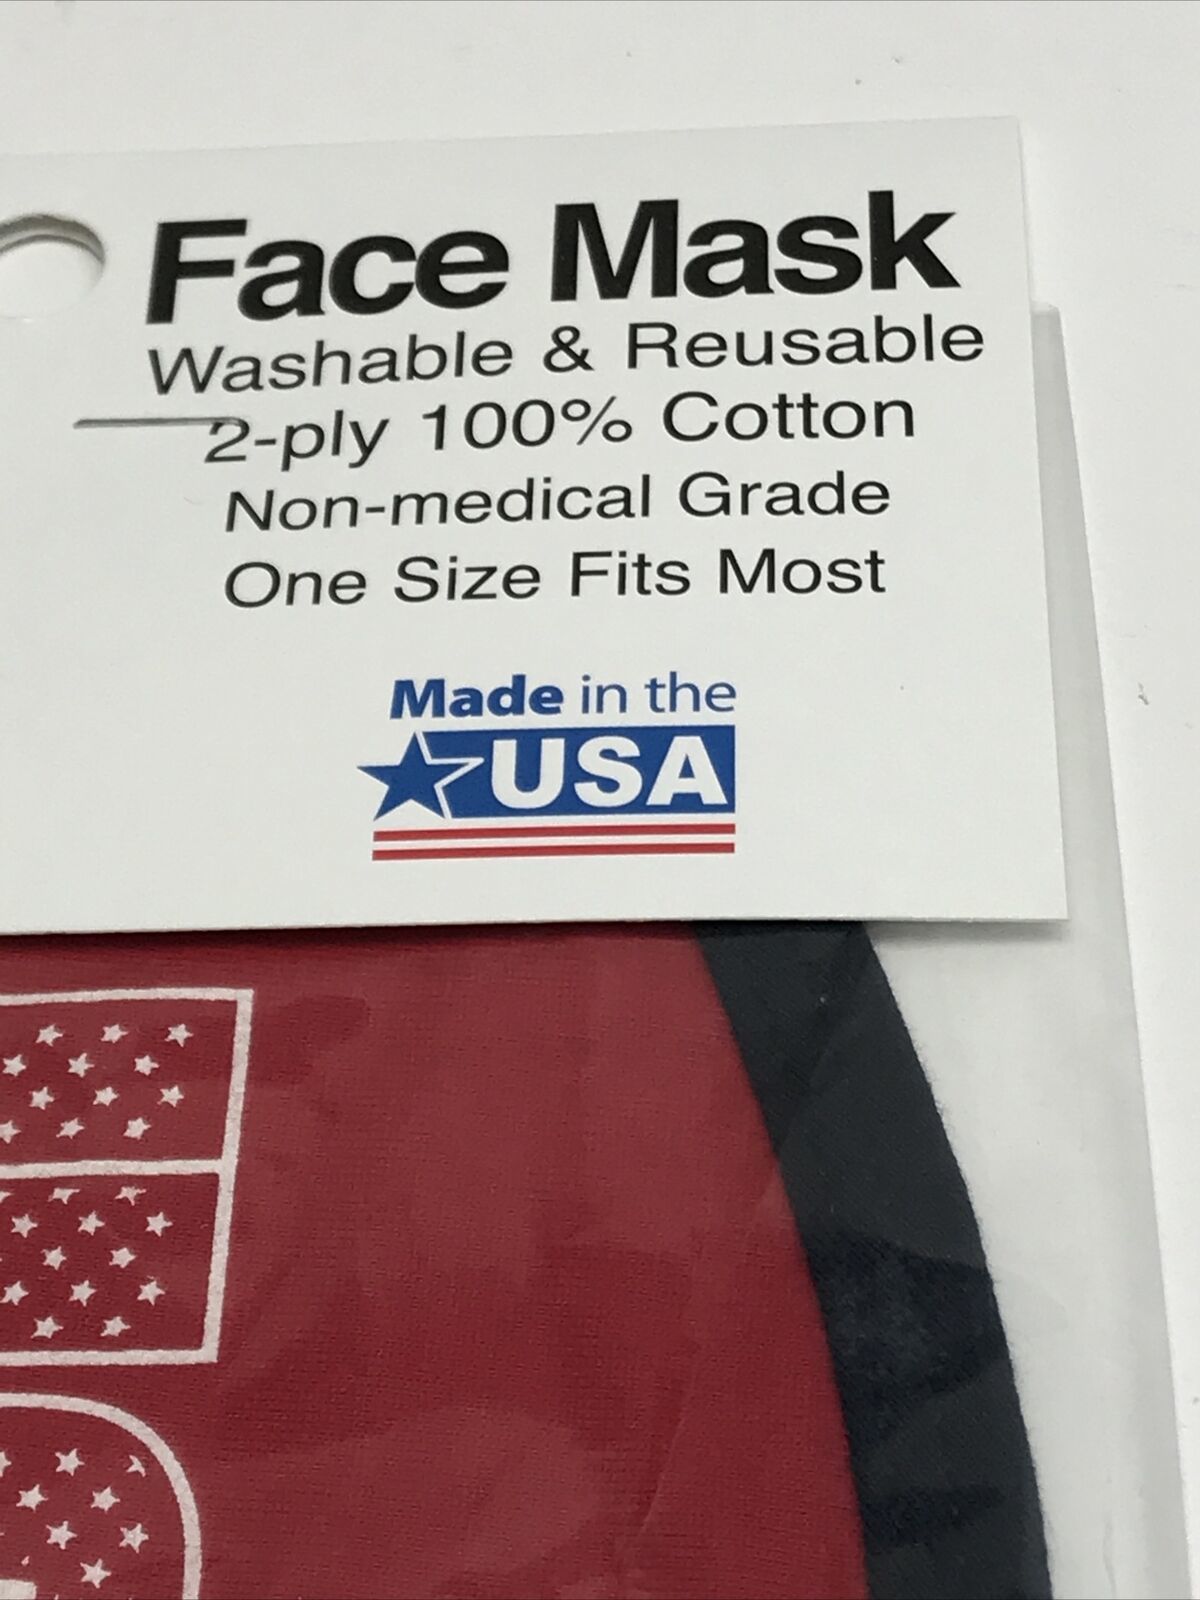 Face Mask
Washable & Reusable
2-ply 100% Cotton
Non-medical Grade
One Size Fits Most
Made in the
USA